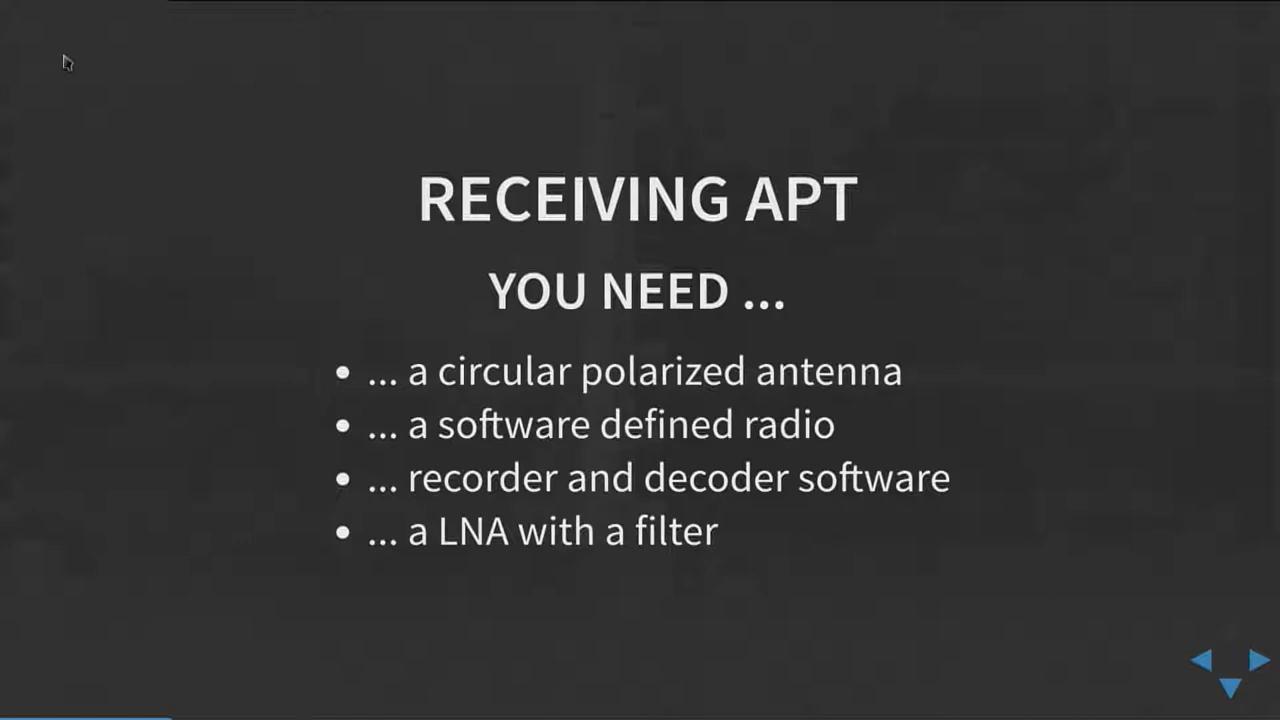 RECEIVING APT
YOU NEED ...
• ... a circular polarized antenna
• ... a software defined radio
• ... recorder and decoder software
• ... a LNA with a filter